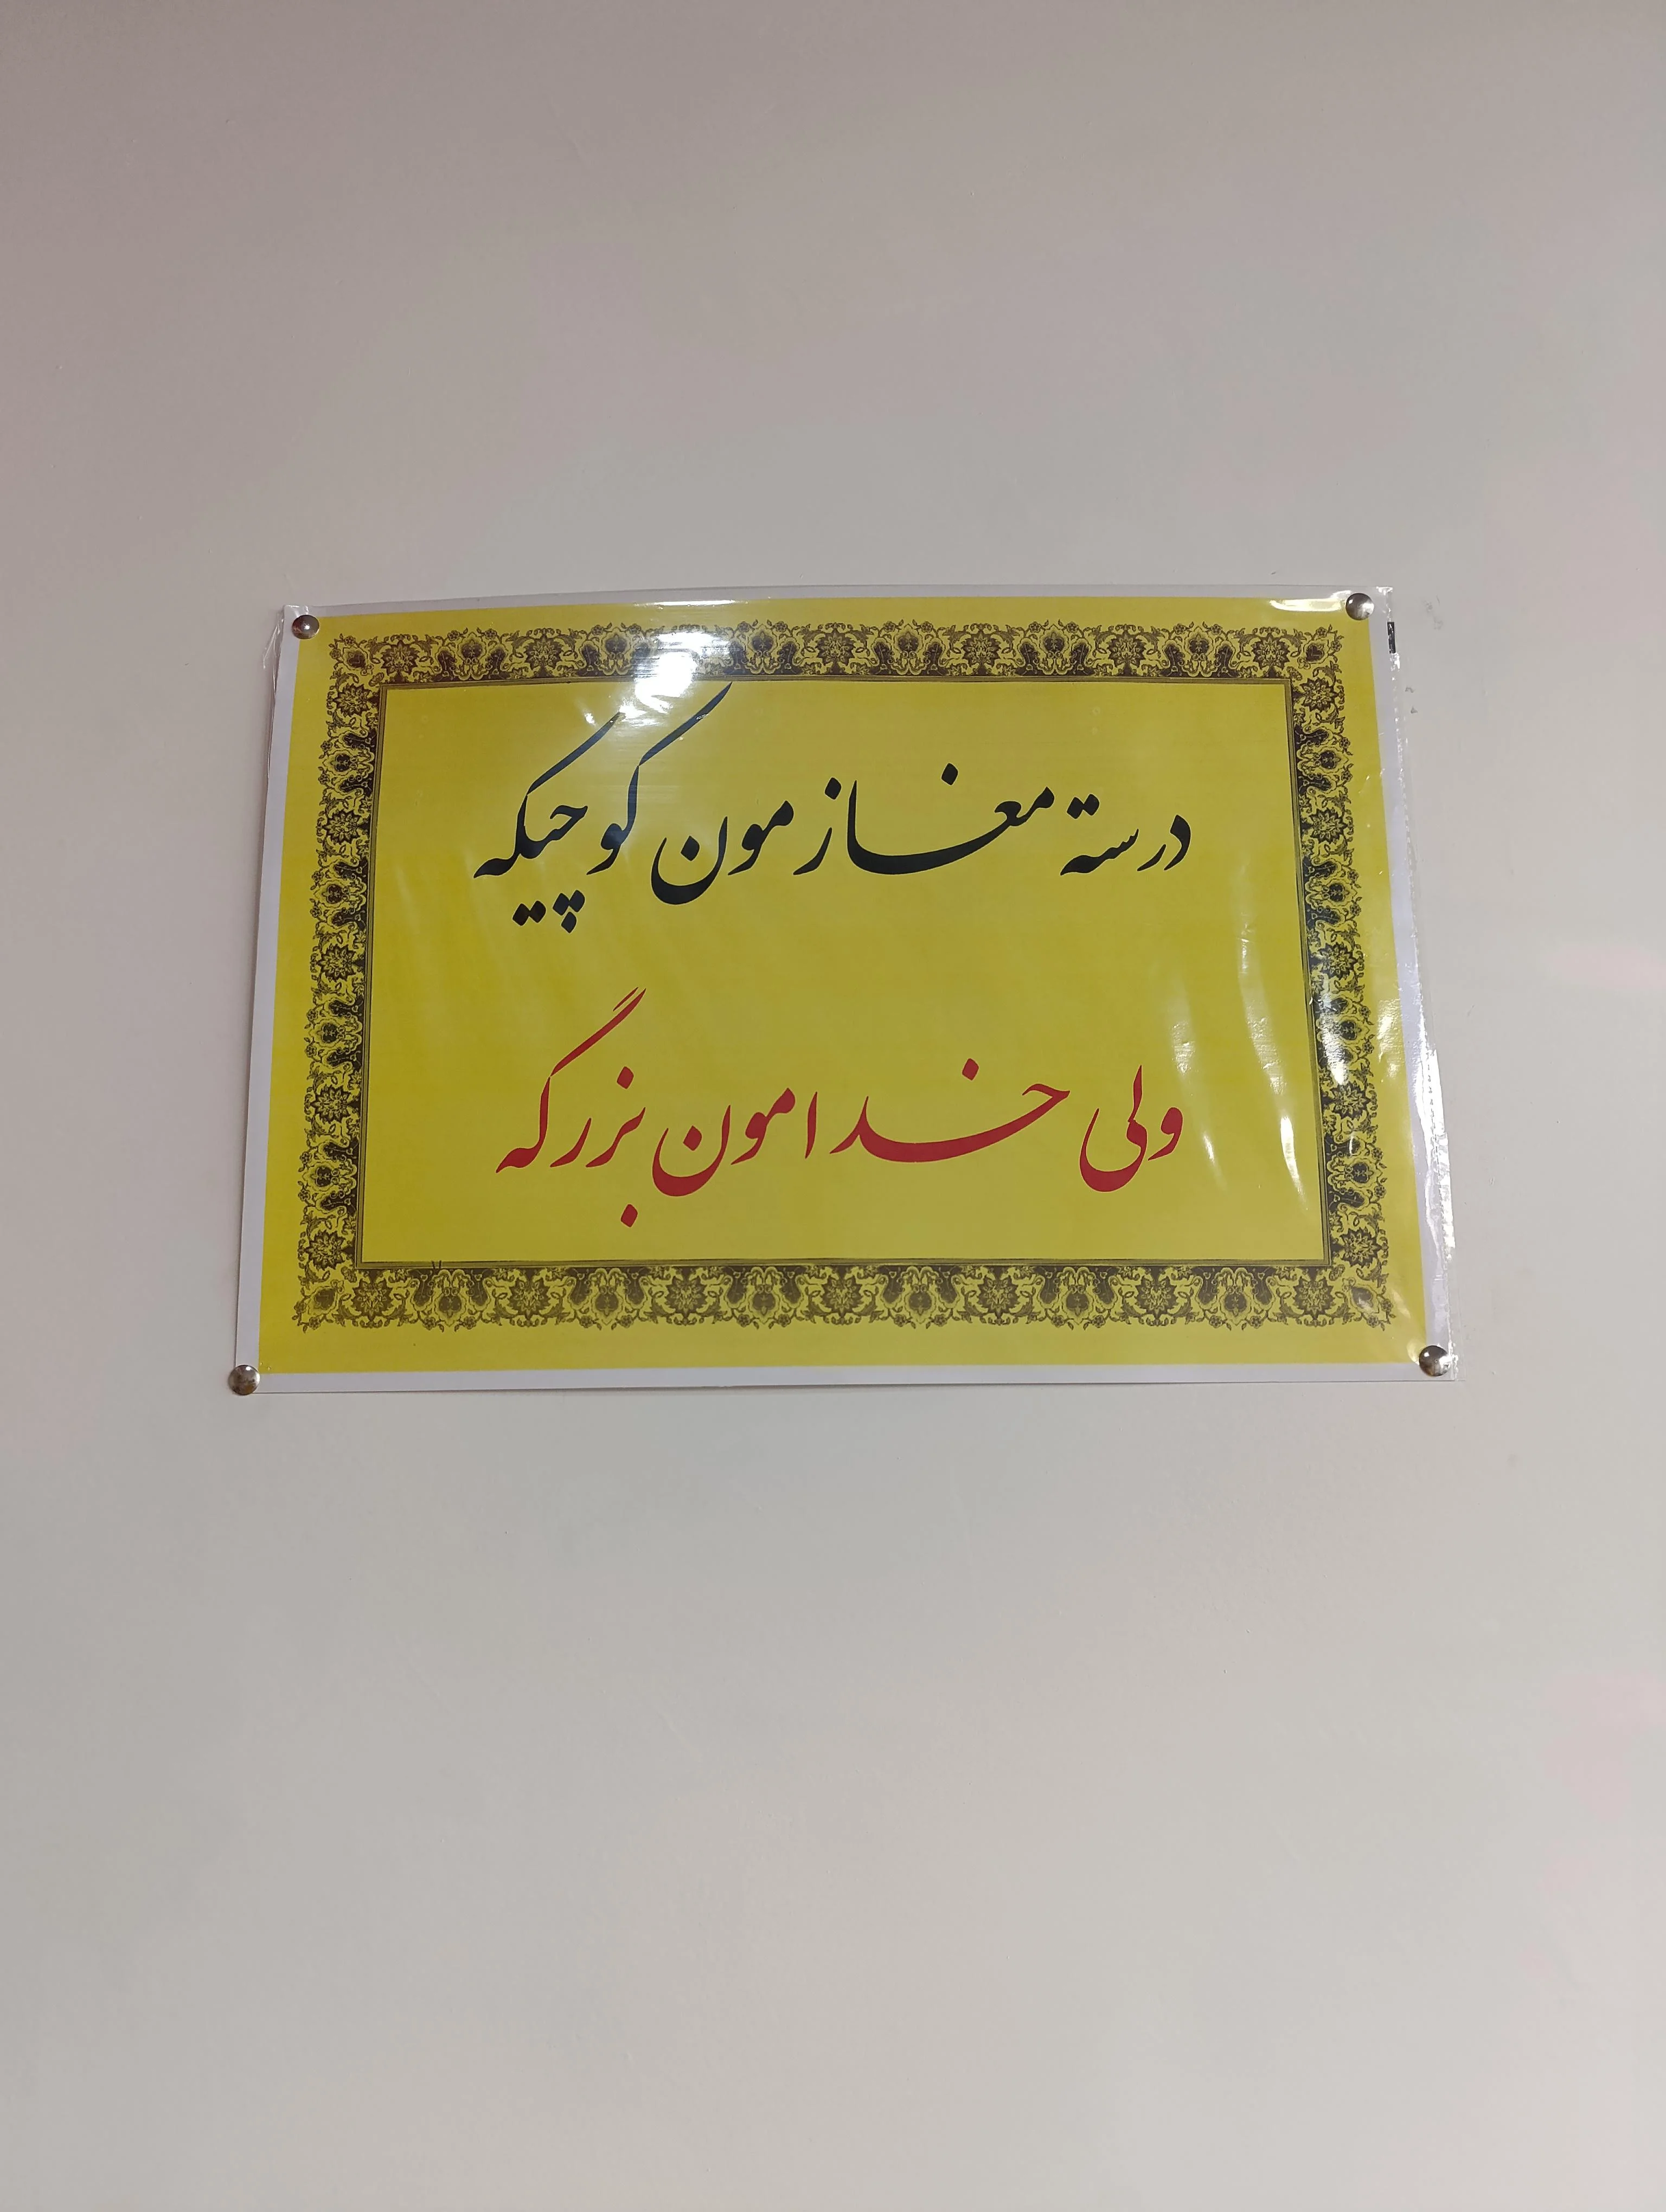 درسته مغازمون کوچیکه
ولی خدامون بزرگه